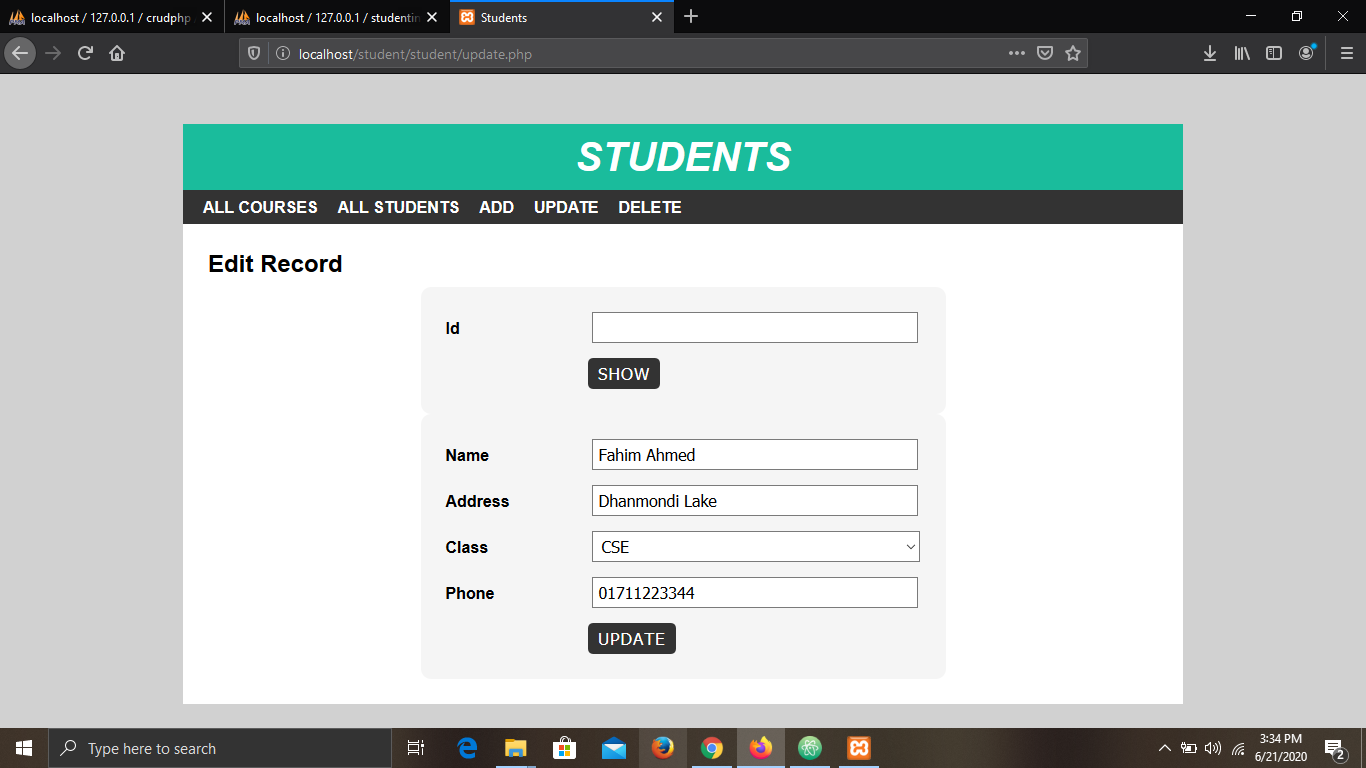 localhost / 127.0.0.1 / crudphp
localhost / 127.0.0.1 / studentin
Students
localhost/student/student/update.php
STUDENTS
ALL COURSES ALL STUDENTS ADD UPDATE DELETE
Edit Record
Id
SHOW
Name Fahim Ahmed
Address Dhanmondi Lake
Class CSE
Phone 01711223344
UPDATE
Type here to search
3:34 PM
6/21/2020
2